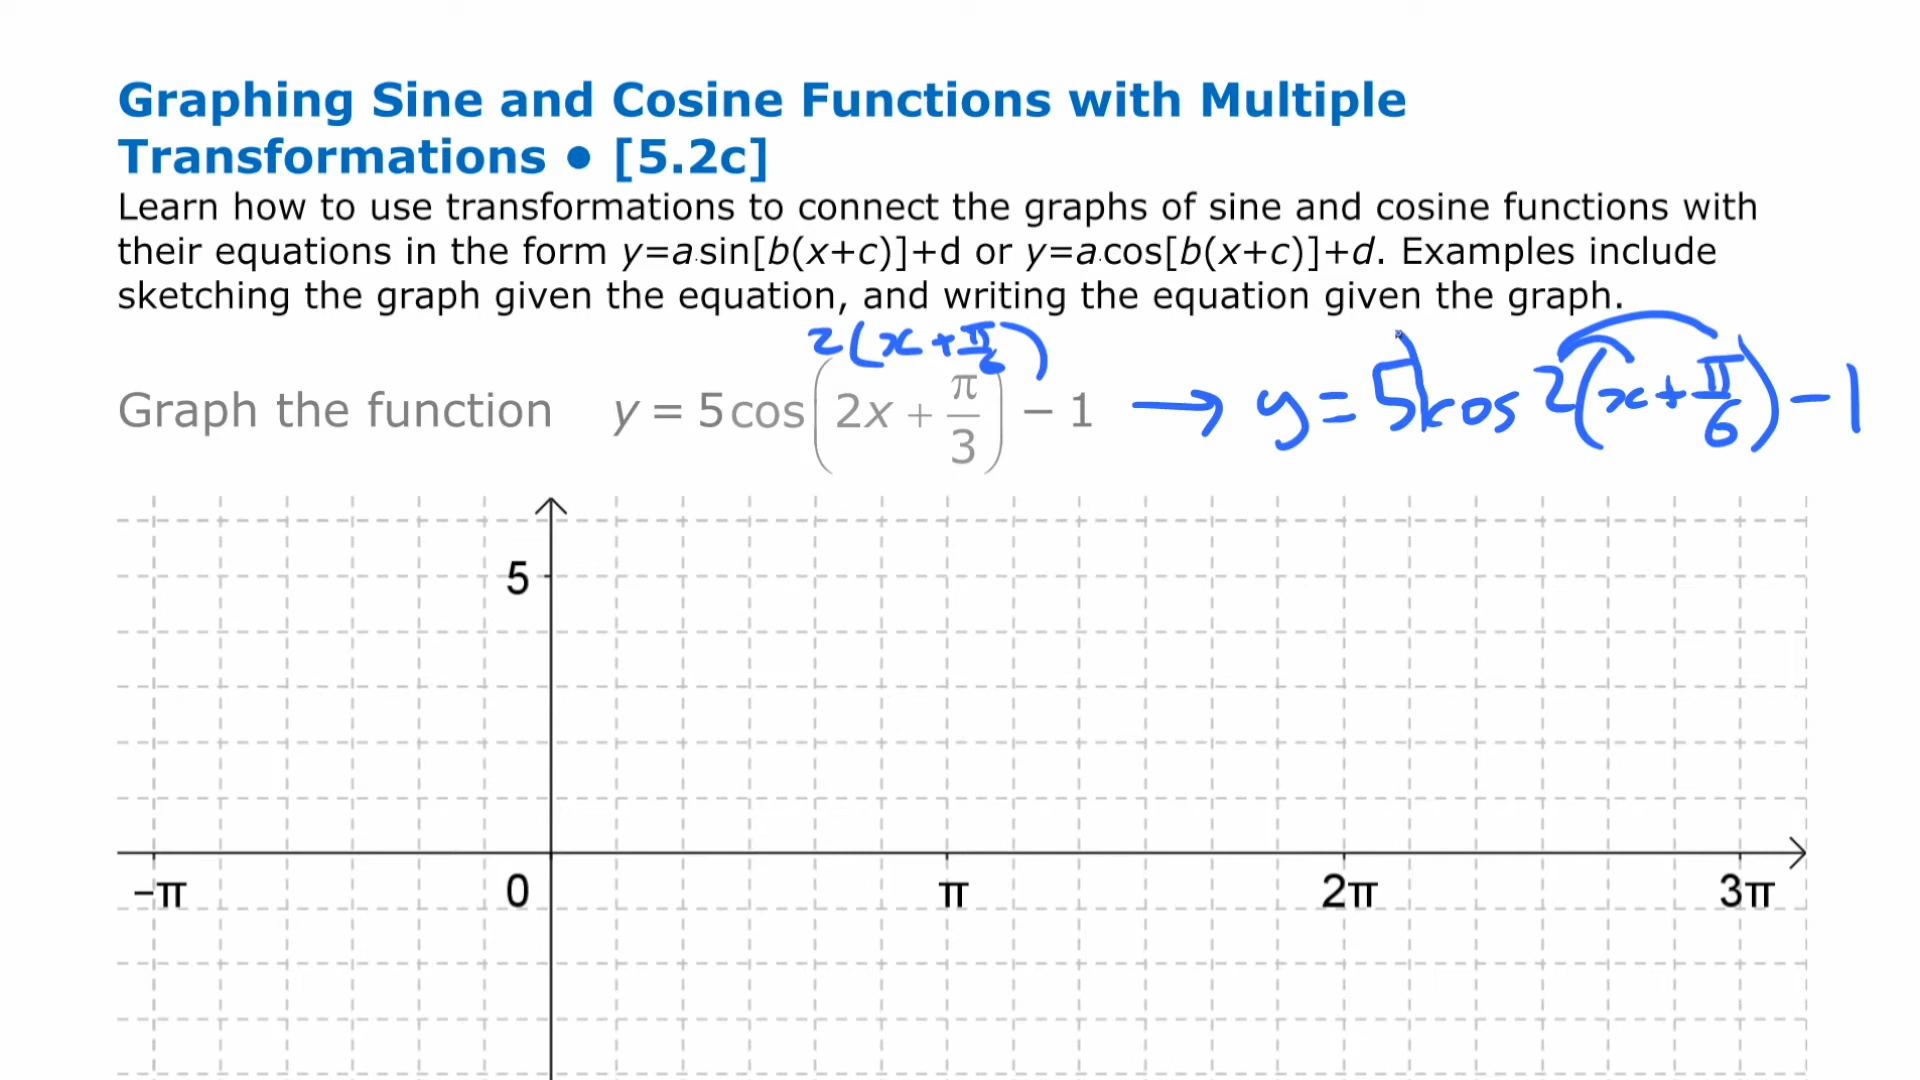 Graphing Sine and Cosine Functions with Multiple
Transformations • [5.2c]
Learn how to use transformations to connect the graphs of sine and cosine functions with
their equations in the form y=a·sin[b(x+c)]+d or y=a·cos[b(x+c)]+d. Examples include
sketching the graph given the equation, and writing the equation given the graph.
2(x+π/6)
Graph the function y = 5cos(2x + π/3) − 1 → y = 5cos 2(x+π/6) − 1
5
−π 0 π 2π 3π